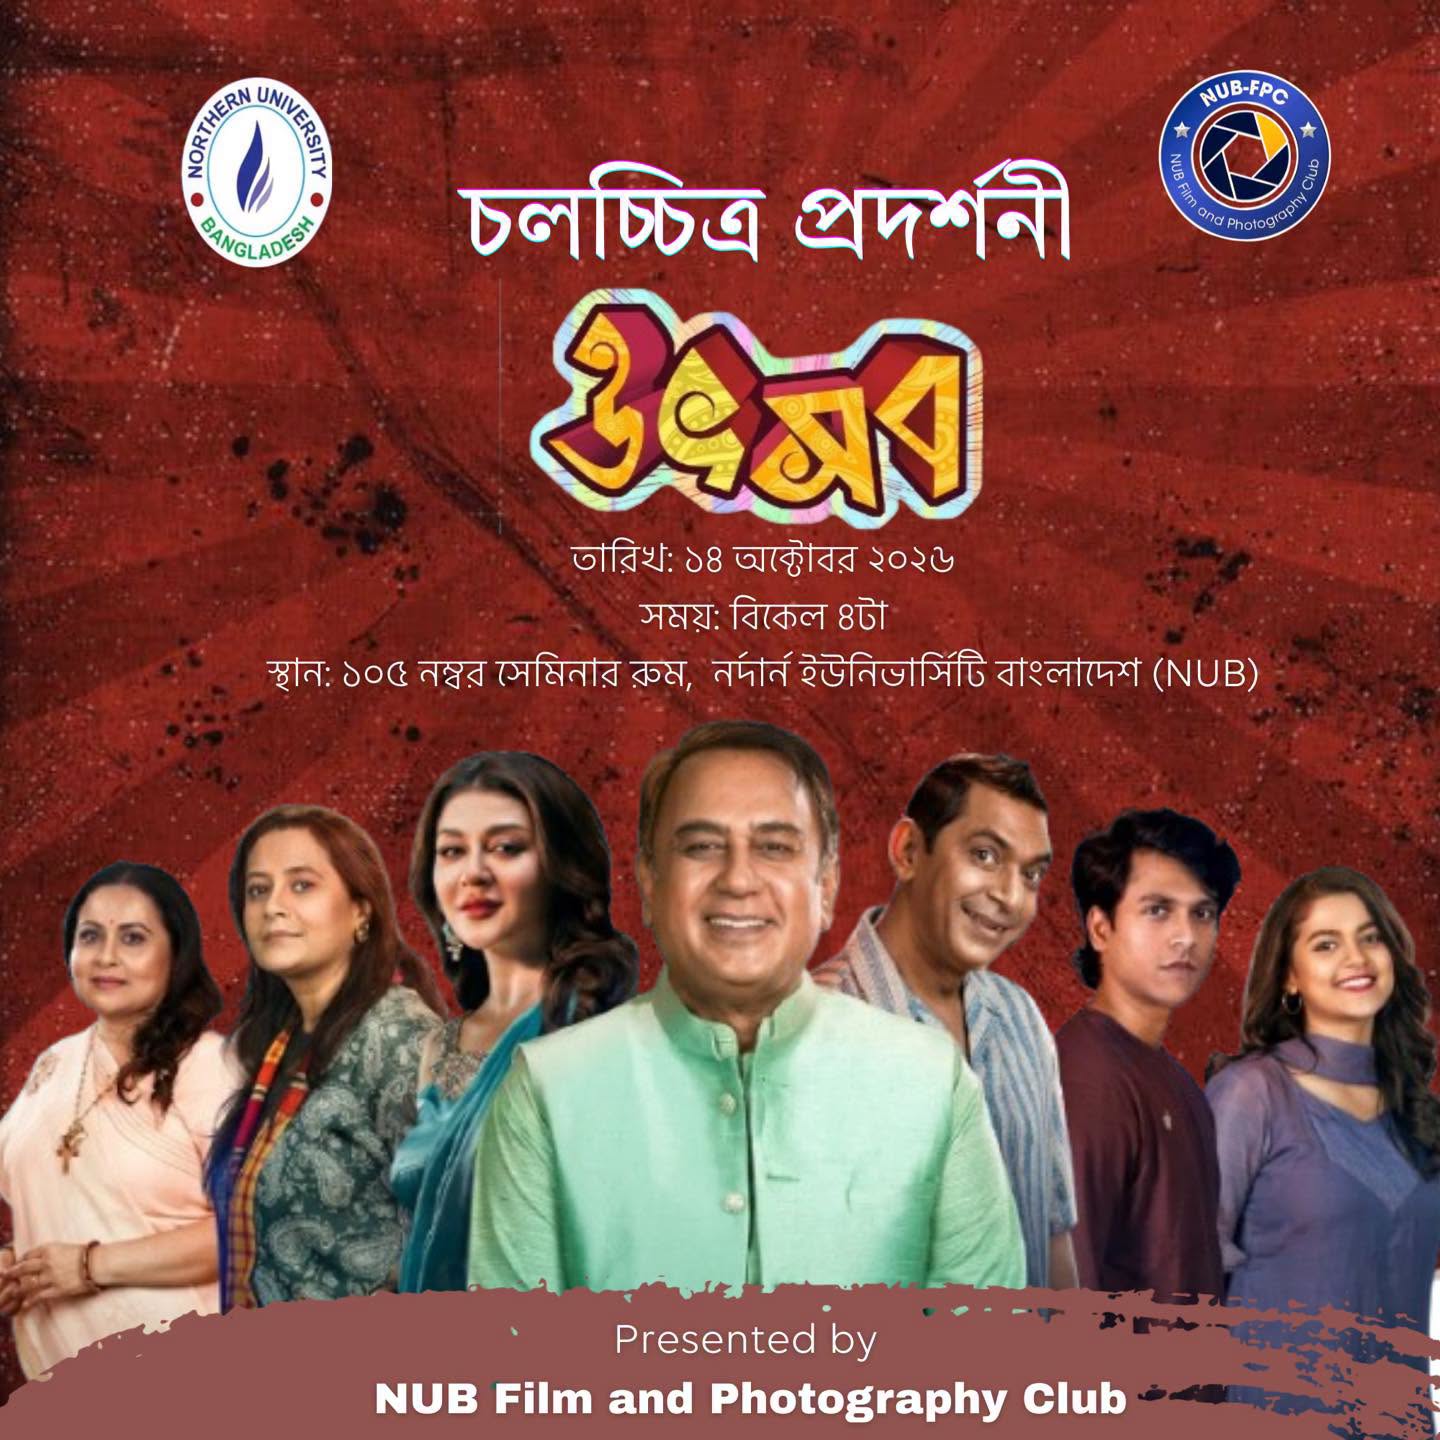 NORTHERN UNIVERSITY
BANGLADESH
NUB-FPC
NUB Film and Photography Club
চলচ্চিত্র প্রদর্শনী
উৎসব
তারিখ: ১৪ অক্টোবর ২০২৬
সময়: বিকেল ৪টা
স্থান: ১০৫ নম্বর সেমিনার রুম, নর্দার্ন ইউনিভার্সিটি বাংলাদেশ (NUB)
Presented by
NUB Film and Photography Club